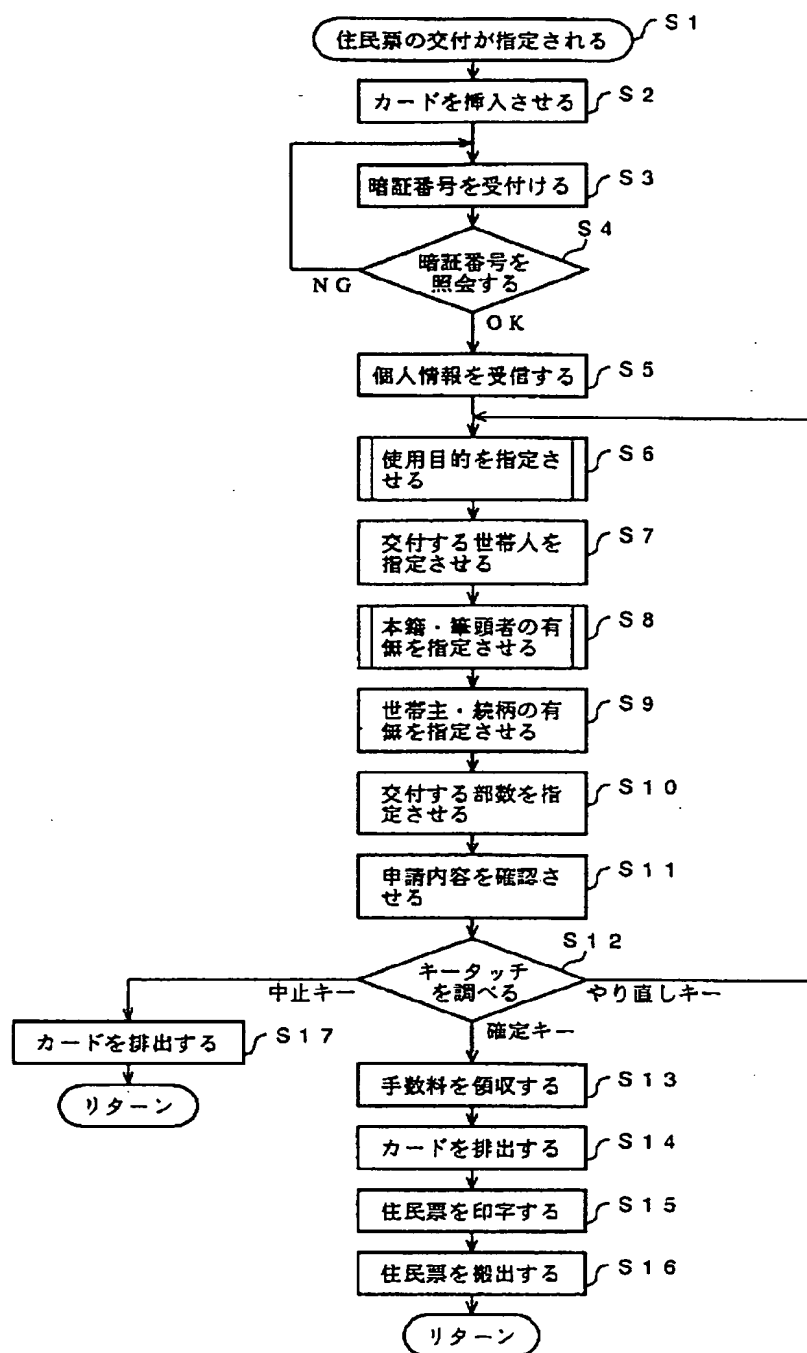 住民票の交付が指定される
S1
カードを挿入させる
S2
暗証番号を受付ける
S3
S4
暗証番号を
照会する
NG
OK
個人情報を受信する
S5
使用目的を指定さ
せる
S6
交付する世帯人を
指定させる
S7
本籍・筆頭者の有
無を指定させる
S8
世帯主・続柄の有
無を指定させる
S9
交付する部数を指
定させる
S10
申請内容を確認さ
せる
S11
S12
キータッチ
を調べる
中止キー
やり直しキー
確定キー
カードを排出する
S17
リターン
手数料を領収する
S13
カードを排出する
S14
住民票を印字する
S15
住民票を搬出する
S16
リターン